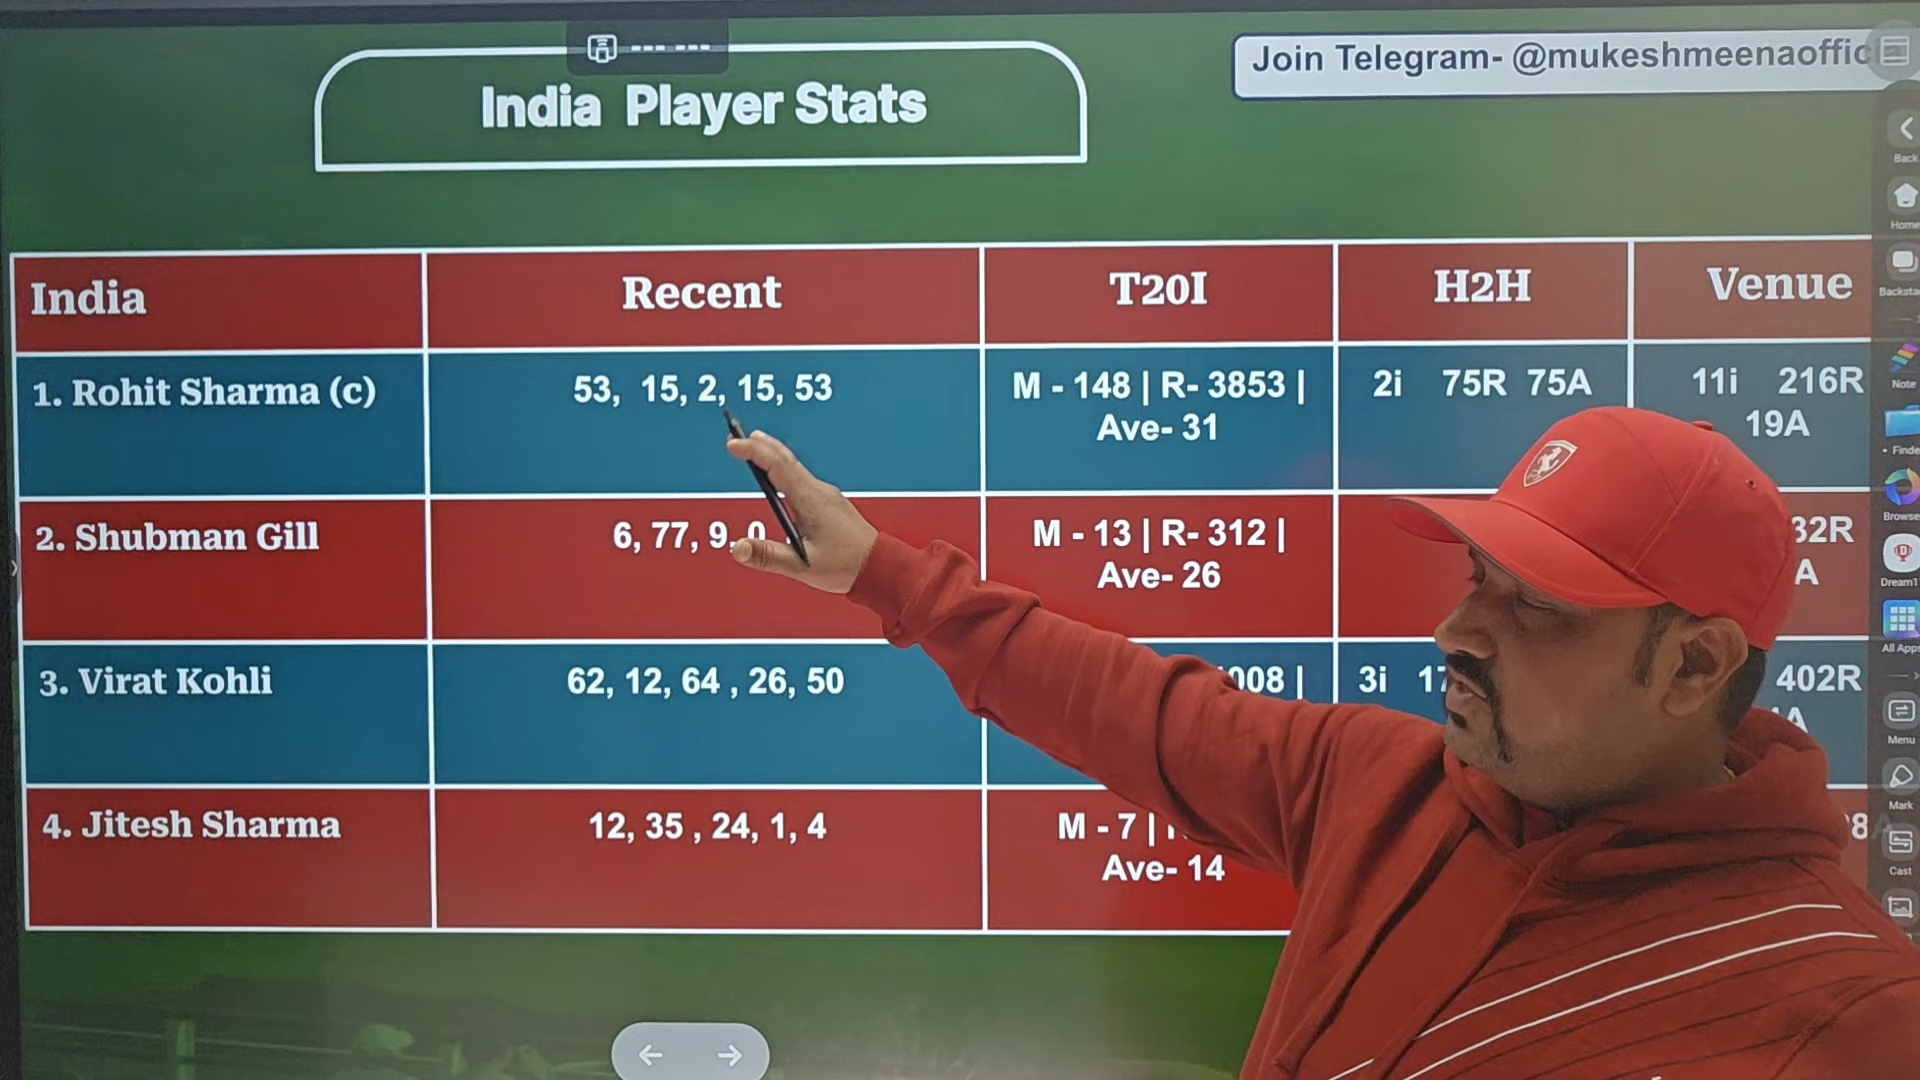 India Player Stats
Join Telegram- @mukeshmeenaoffici
India Recent T20I H2H Venue
1. Rohit Sharma (c) 53, 15, 2, 15, 53 M - 148 | R- 3853 | 2i 75R 75A 11i 216R
Ave- 31 19A
2. Shubman Gill 6, 77, 9, 0 M - 13 | R- 312 | 32R
Ave- 26 A
3. Virat Kohli 62, 12, 64 , 26, 50 008 | 3i 17 402R
4. Jitesh Sharma 12, 35 , 24, 1, 4 M - 7 |
Ave- 14
Back
Home
Backsta
Note
Finde
Browse
Dream1
All Apps
Menu
Mark
Cast